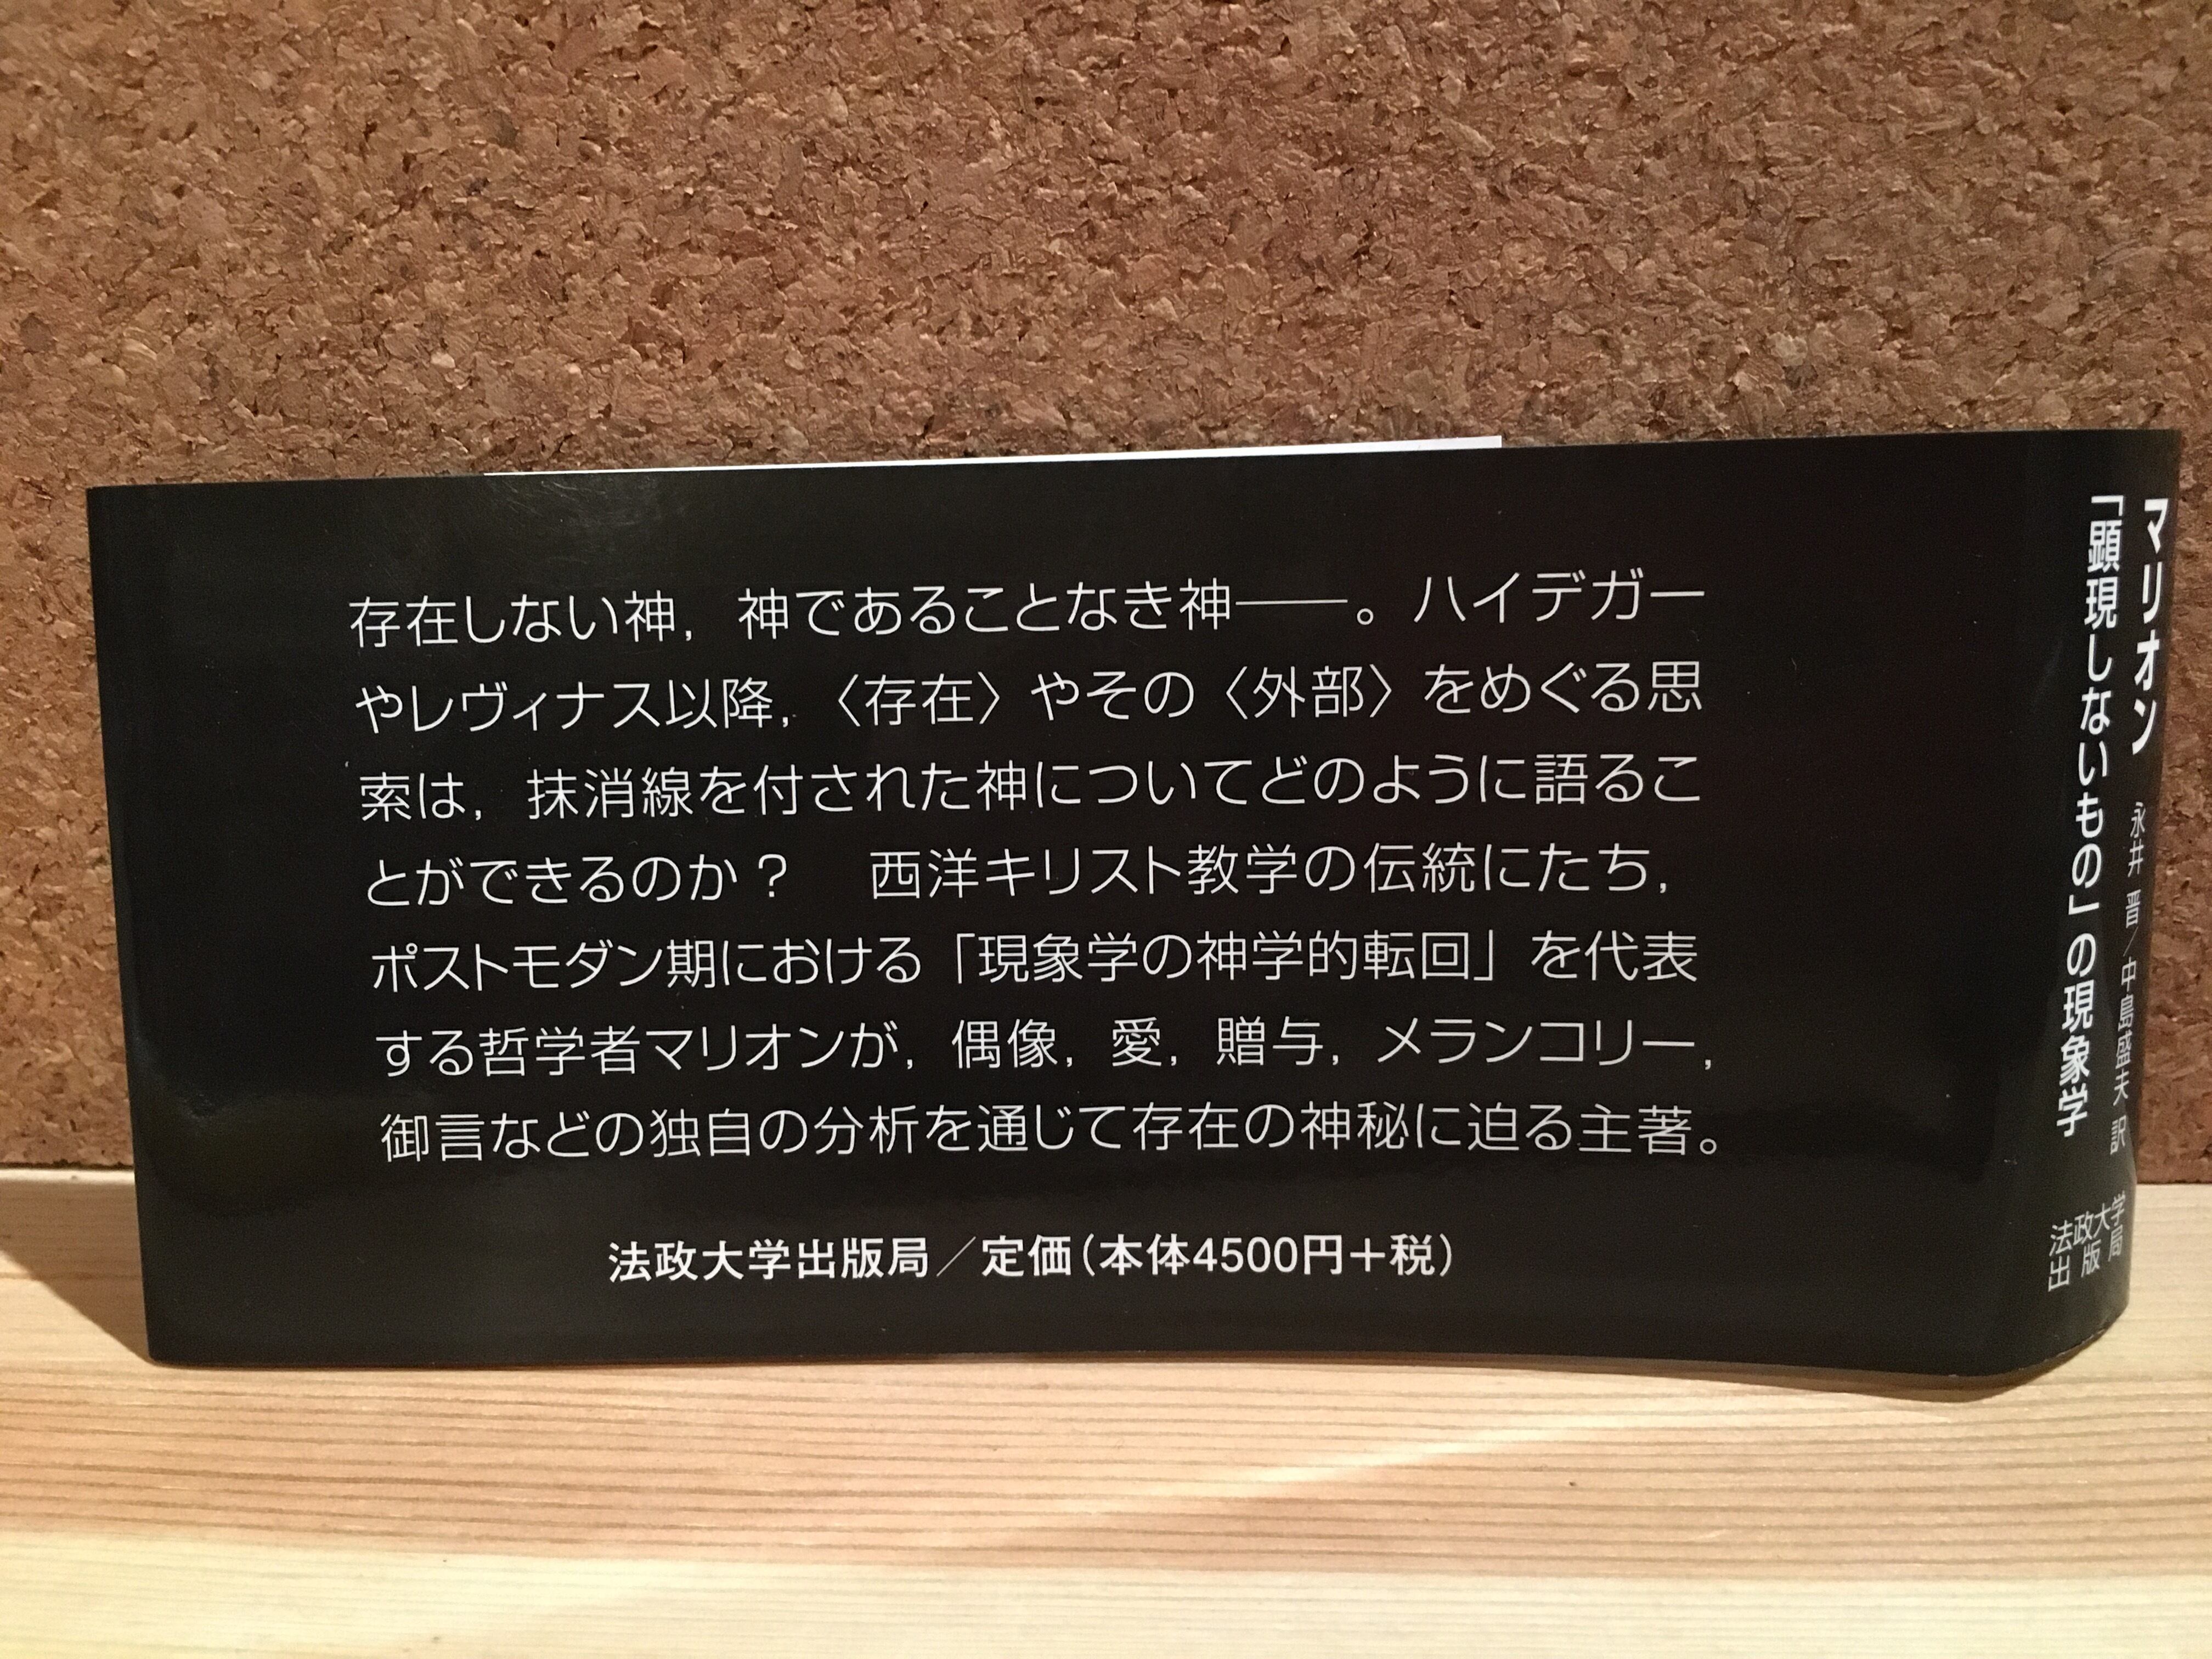 存在しない神，神であることなき神――。ハイデガー
やレヴィナス以降，〈存在〉やその〈外部〉をめぐる思
索は，抹消線を付された神についてどのように語るこ
とができるのか？　西洋キリスト教学の伝統にたち，
ポストモダン期における「現象学の神学的転回」を代表
する哲学者マリオンが，偶像，愛，贈与，メランコリー，
御言などの独自の分析を通じて存在の神秘に迫る主著。
法政大学出版局／定価（本体4500円＋税）
マリオン　永井 晋／中島盛夫 訳
「顕現しないもの」の現象学
法政大学
出版局